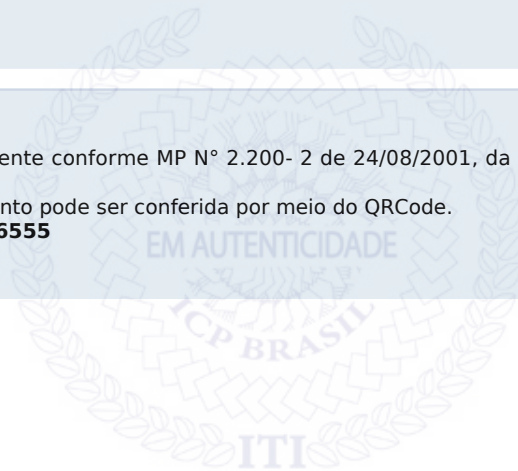 ente conforme MP N° 2.200- 2 de 24/08/2001, da
nto pode ser conferida por meio do QRCode.
6555
EM AUTENTICIDADE
ICP BRASIL
ITI